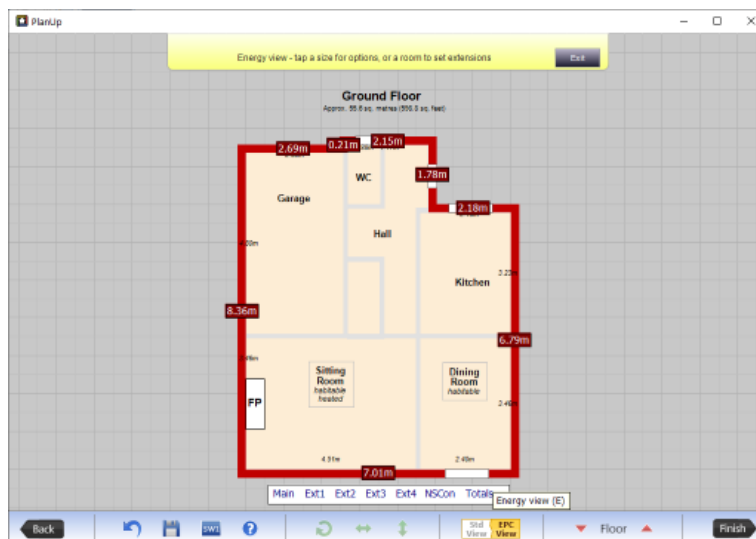 PlanUp
Energy view - tap a size for options, or a room to set extensions
Exit
Ground Floor
2.69m
0.21m
2.15m
WC
1.78m
Garage
2.18m
Hall
Kitchen
8.36m
6.79m
Sitting
Room
habitable
heated
Dining
Room
habitable
FP
7.01m
Main Ext1 Ext2 Ext3 Ext4 NSCon Totals
Energy view (E)
Back
SW1
Std
View
EPC
View
Floor
Finish